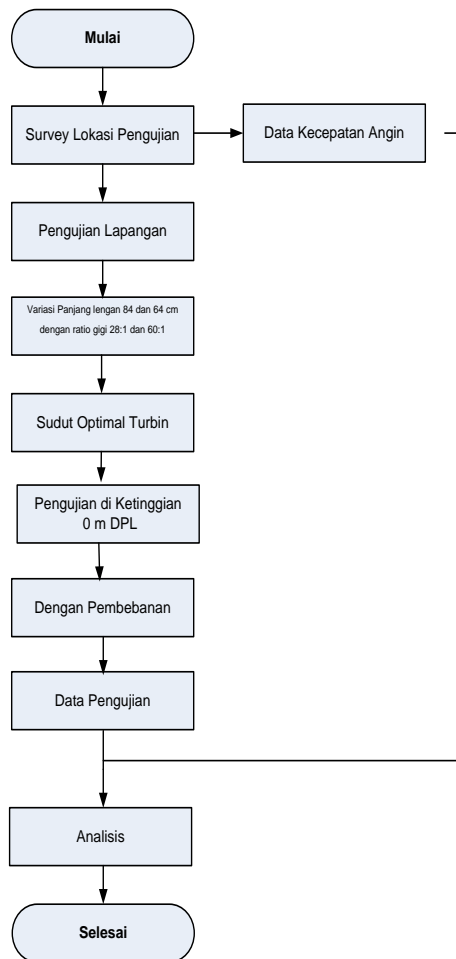 Mulai
Survey Lokasi Pengujian
Data Kecepatan Angin
Pengujian Lapangan
Variasi Panjang lengan 84 dan 64 cm
dengan ratio gigi 28:1 dan 60:1
Sudut Optimal Turbin
Pengujian di Ketinggian
0 m DPL
Dengan Pembebanan
Data Pengujian
Analisis
Selesai